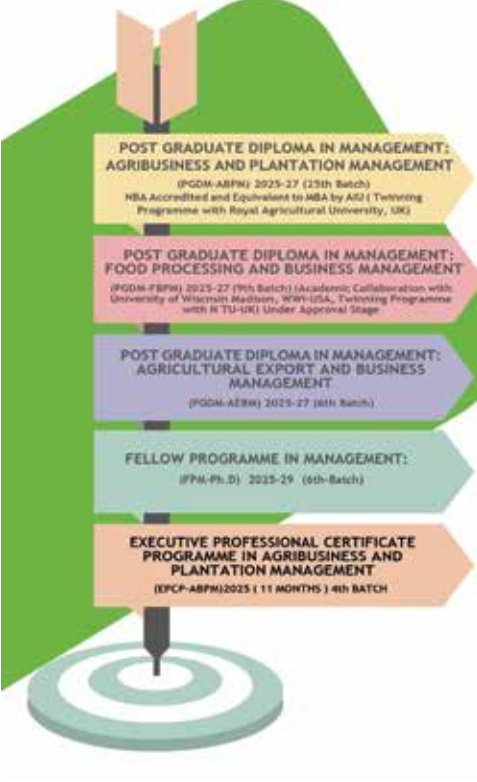 POST GRADUATE DIPLOMA IN MANAGEMENT:
AGRIBUSINESS AND PLANTATION MANAGEMENT
(PGDM-ABPM) 2025-27 (25th Batch)
NBA Accredited and Equivalent to MBA by AIU ( Twinning
Programme with Royal Agricultural University, UK)
POST GRADUATE DIPLOMA IN MANAGEMENT:
FOOD PROCESSING AND BUSINESS MANAGEMENT
(PGDM-FBPM) 2025-27 (9th Batch) (Academic Collaboration with
University of Wiscnsin Madison, WWI-USA, Twinning Programme
with N TU-UK) Under Approval Stage
POST GRADUATE DIPLOMA IN MANAGEMENT:
AGRICULTURAL EXPORT AND BUSINESS
MANAGEMENT
(PGDM-AEBM) 2025-27 (6th Batch)
FELLOW PROGRAMME IN MANAGEMENT:
(FPM-Ph.D) 2025-29 (6th-Batch)
EXECUTIVE PROFESSIONAL CERTIFICATE
PROGRAMME IN AGRIBUSINESS AND
PLANTATION MANAGEMENT
(EPCP-ABPM)2025 ( 11 MONTHS ) 4th BATCH